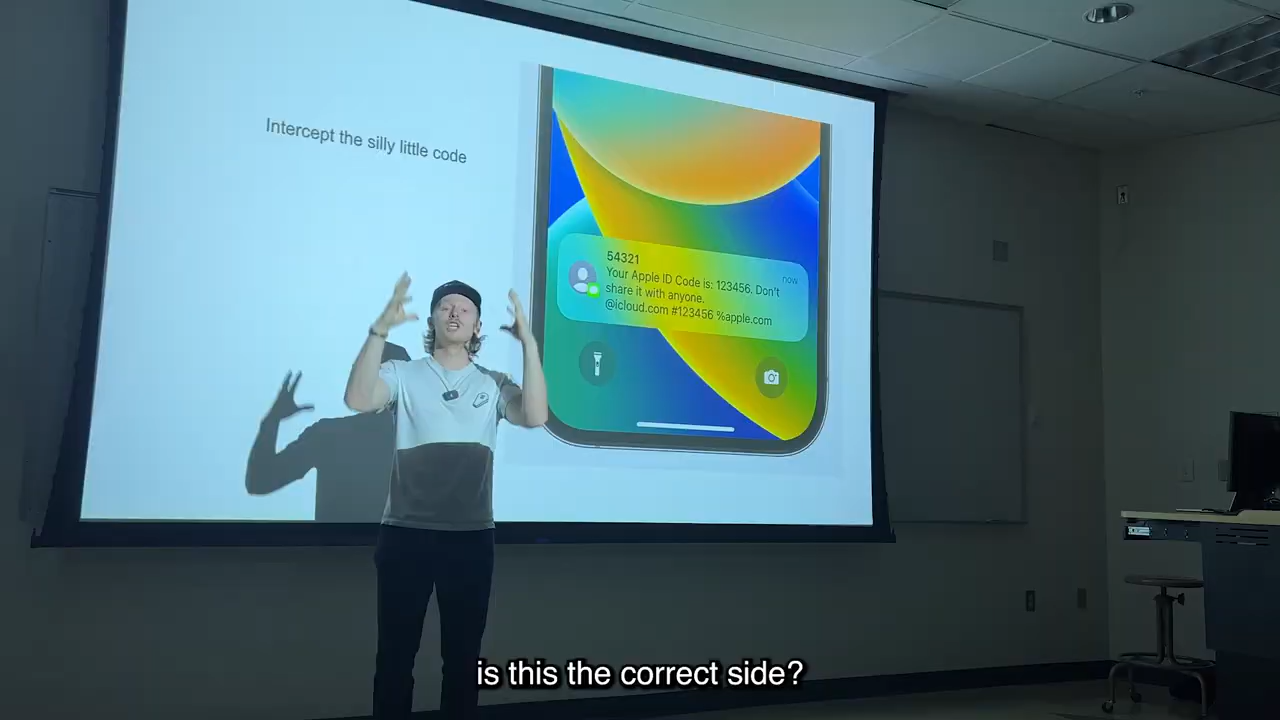 Intercept the silly little code
54321
now
Your Apple ID Code is: 123456. Don't
share it with anyone.
@icloud.com #123456 %apple.com
is this the correct side?